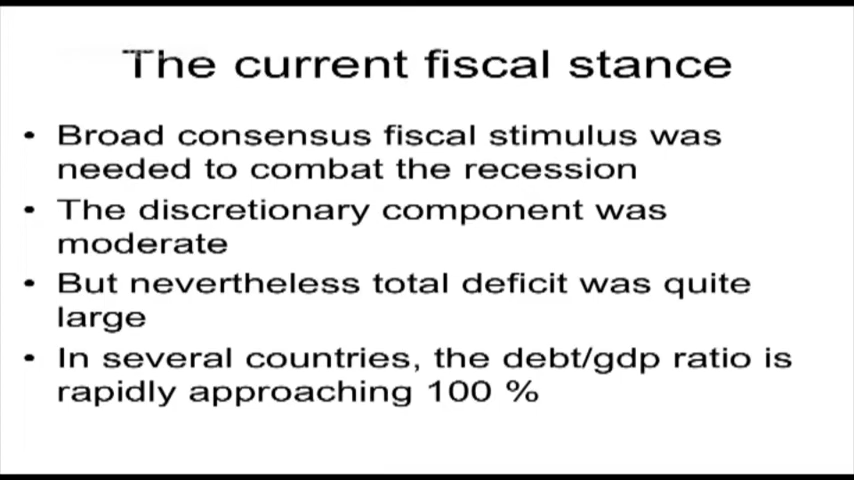 The current fiscal stance
• Broad consensus fiscal stimulus was
needed to combat the recession
• The discretionary component was
moderate
• But nevertheless total deficit was quite
large
• In several countries, the debt/gdp ratio is
rapidly approaching 100 %